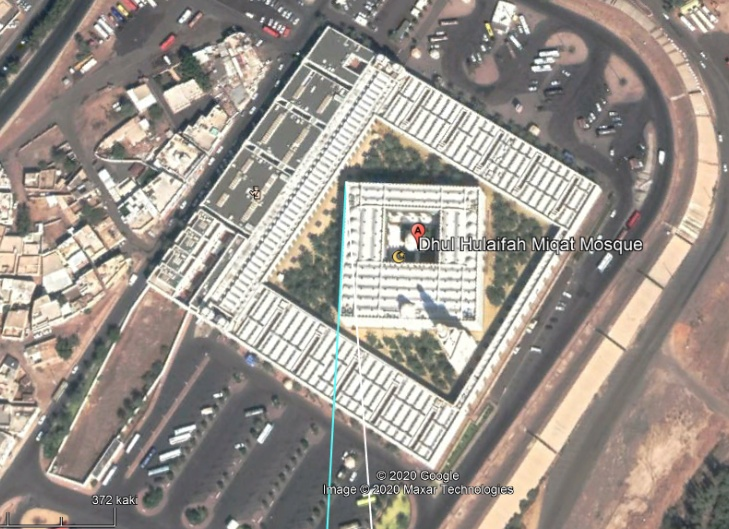 A
Dhul Hulaifah Miqat Mosque
© 2020 Google
Image © 2020 Maxar Technologies
372 kaki